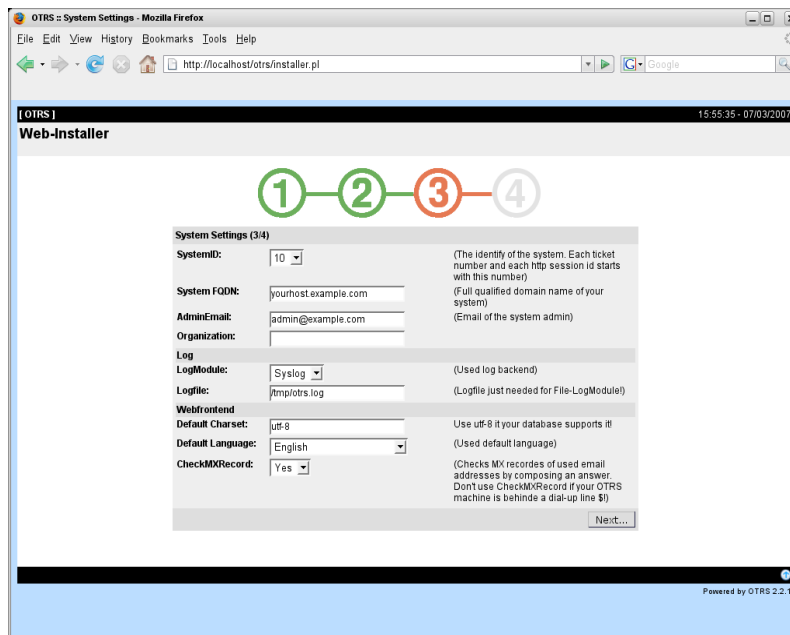 OTRS :: System Settings - Mozilla Firefox
File Edit View History Bookmarks Tools Help
http://localhost/otrs/installer.pl
G
Google
[ OTRS ]
15:55:35 - 07/03/2007
Web-Installer
1 2 3 4
System Settings (3/4)
SystemID:
10
(The identify of the system. Each ticket
number and each http session id starts
with this number)
System FQDN:
yourhost.example.com
(Full qualified domain name of your
system)
AdminEmail:
admin@example.com
(Email of the system admin)
Organization:
Log
LogModule:
Syslog
(Used log backend)
Logfile:
/tmp/otrs.log
(Logfile just needed for File-LogModule!)
Webfrontend
Default Charset:
utf-8
Use utf-8 it your database supports it!
Default Language:
English
(Used default language)
CheckMXRecord:
Yes
(Checks MX recordes of used email
addresses by composing an answer.
Don't use CheckMXRecord if your OTRS
machine is behinde a dial-up line $!)
Next...
Powered by OTRS 2.2.1